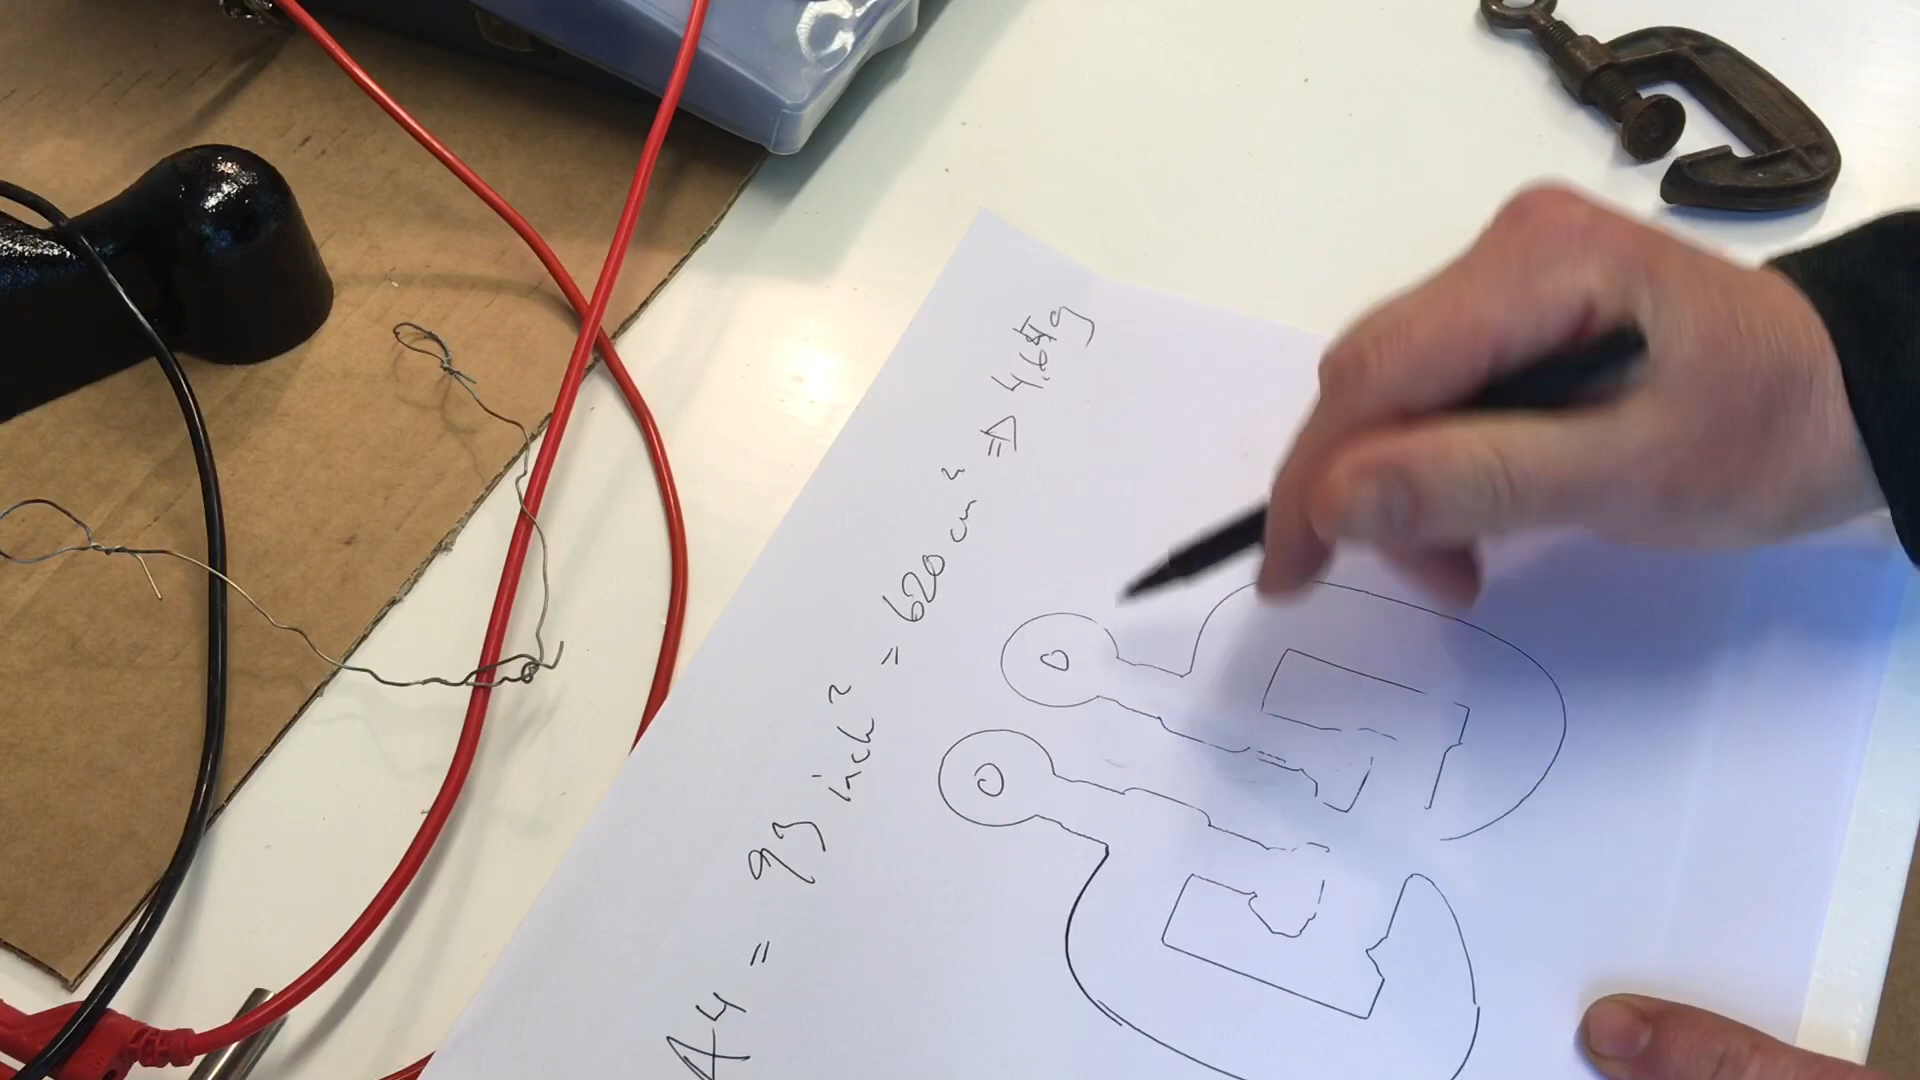 A4 = 93 inch² = 620 cm² ⇒ 4.65g